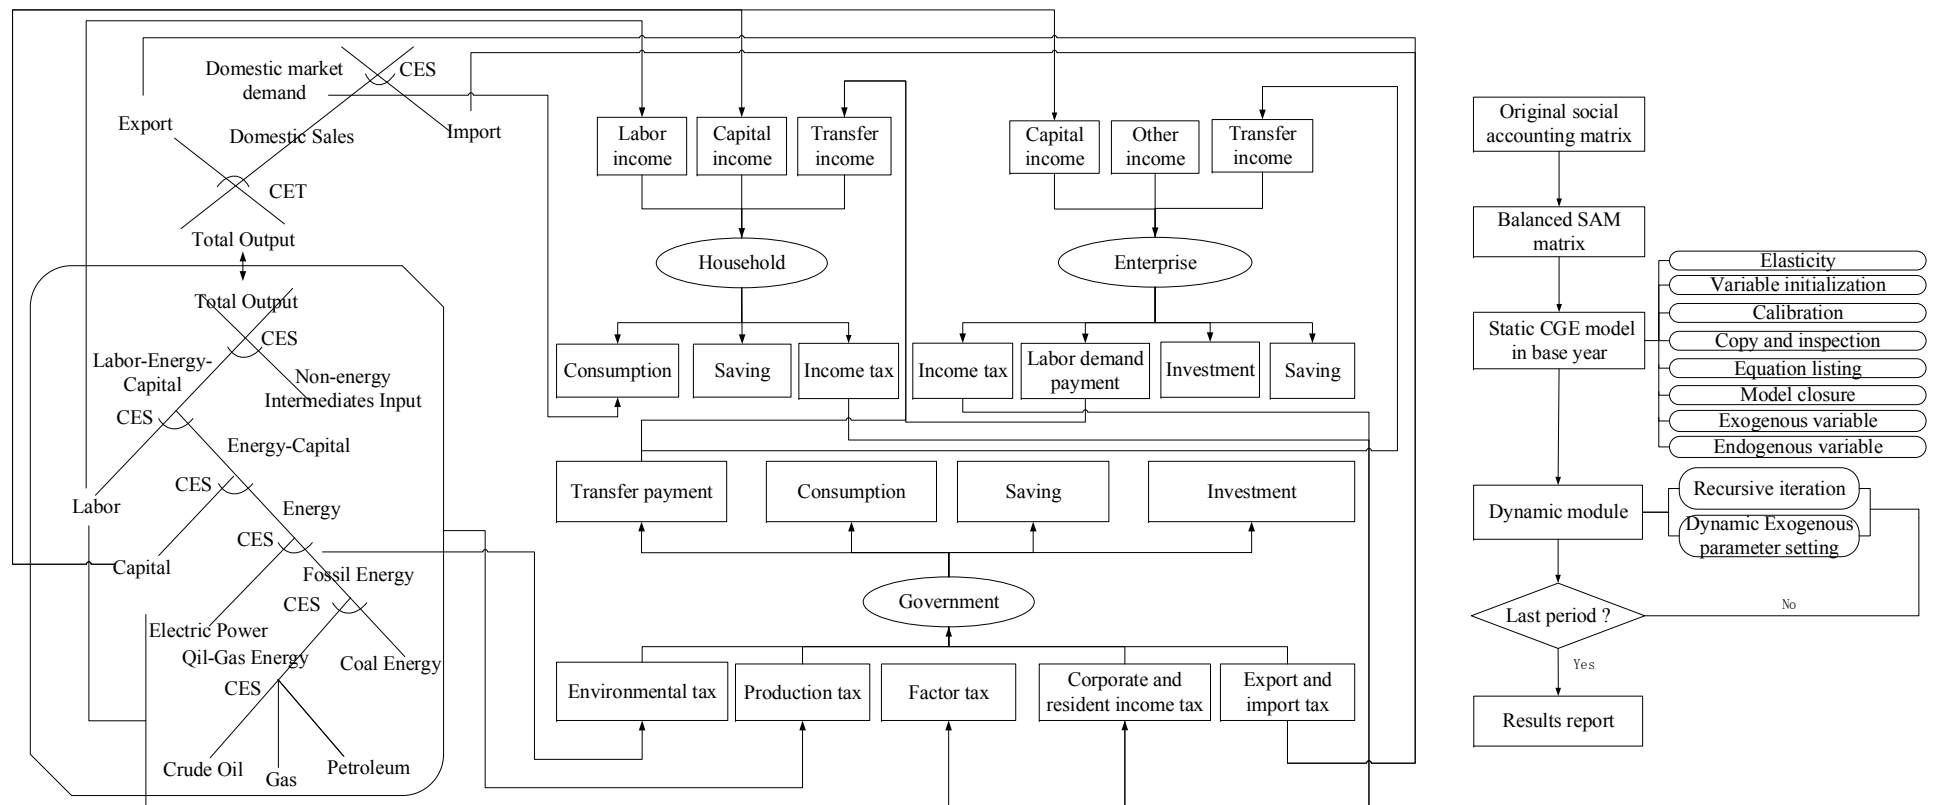 Domestic market
demand
CES
Export
Domestic Sales
Import
CET
Total Output
Total Output
CES
Labor-Energy-
Capital
Non-energy
Intermediates Input
CES
Energy-Capital
CES
Labor
Energy
CES
Capital
Fossil Energy
CES
Electric Power
Qil-Gas Energy
Coal Energy
CES
Crude Oil
Gas
Petroleum
Labor
income
Capital
income
Transfer
income
Household
Consumption
Saving
Income tax
Capital
income
Other
income
Transfer
income
Enterprise
Income tax
Labor demand
payment
Investment
Saving
Transfer payment
Consumption
Saving
Investment
Government
Environmental tax
Production tax
Factor tax
Corporate and
resident income tax
Export and
import tax
Original social
accounting matrix
Balanced SAM
matrix
Static CGE model
in base year
Elasticity
Variable initialization
Calibration
Copy and inspection
Equation listing
Model closure
Exogenous variable
Endogenous variable
Dynamic module
Recursive iteration
Dynamic Exogenous
parameter setting
Last period ?
No
Yes
Results report